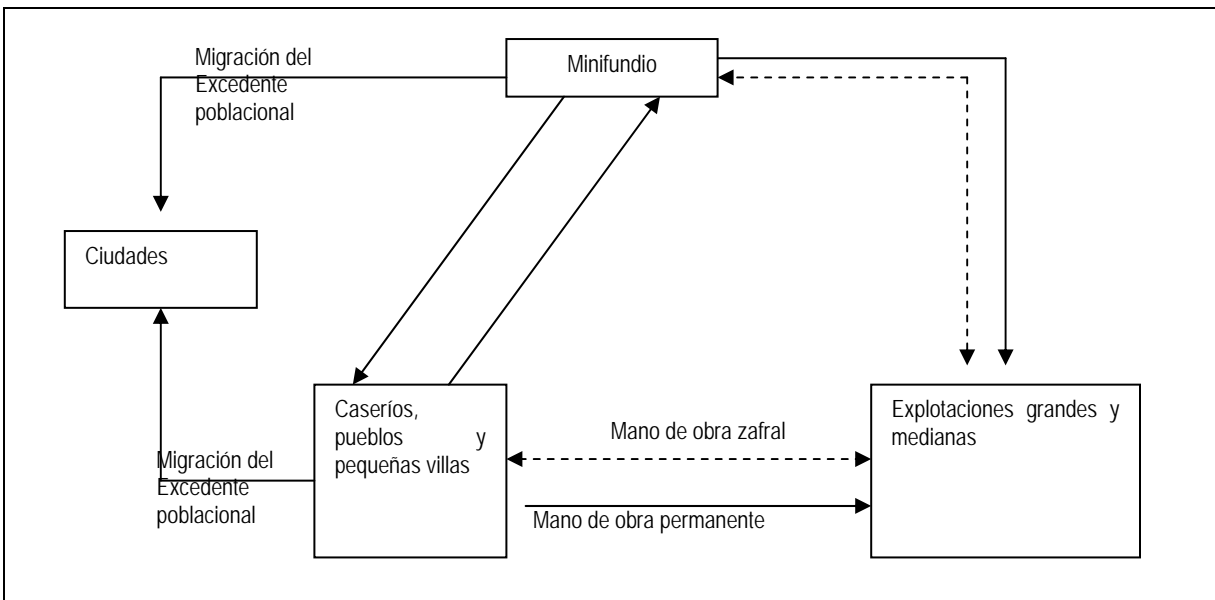 Migración del
Excedente
poblacional
Minifundio
Ciudades
Caseríos,
pueblos y
pequeñas villas
Mano de obra zafral
Explotaciones grandes y
medianas
Migración del
Excedente
poblacional
Mano de obra permanente